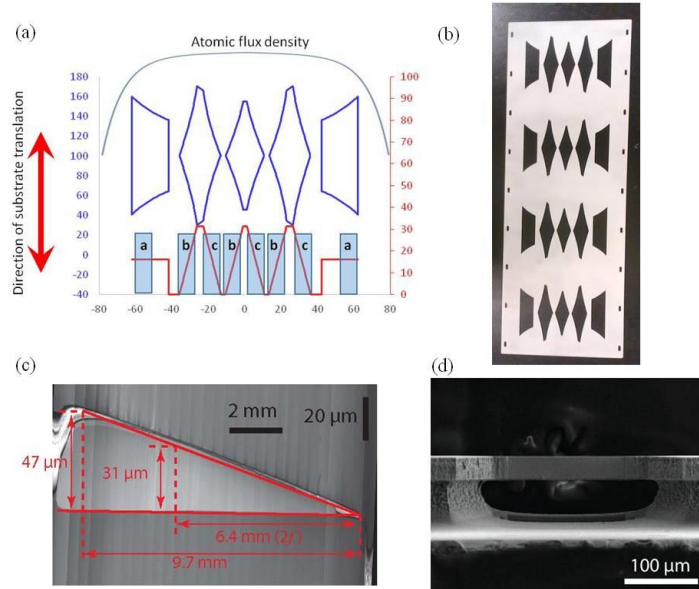 (a)
Atomic flux density
Direction of substrate translation
180
160
140
120
100
80
60
40
20
0
-20
-40
100
90
80
70
60
50
40
30
20
10
0
a b c b c b c a
-80 -60 -40 -20 0 20 40 60 80
(b)
(c)
2 mm
20 μm
47 μm
31 μm
6.4 mm (2f)
9.7 mm
(d)
100 μm